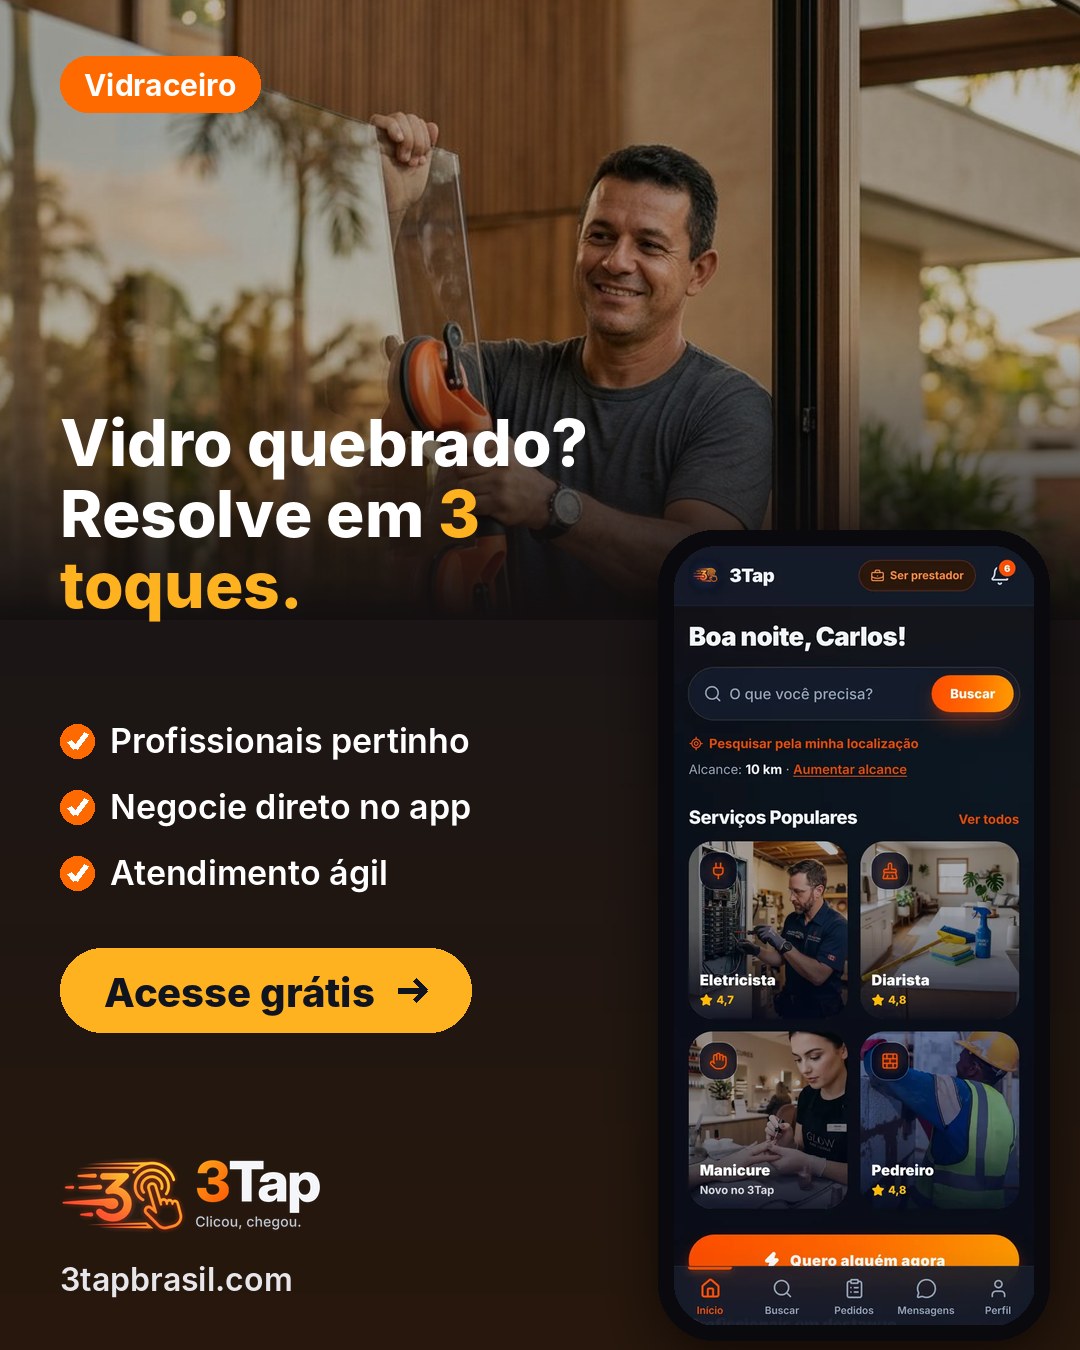 Vidraceiro
Vidro quebrado?
Resolve em 3
toques.
Profissionais pertinho
Negocie direto no app
Atendimento ágil
Acesse grátis
3Tap
Clicou, chegou.
3tapbrasil.com
3Tap
Ser prestador
6
Boa noite, Carlos!
O que você precisa?
Buscar
Pesquisar pela minha localização
Alcance: 10 km · Aumentar alcance
Serviços Populares
Ver todos
Eletricista
4,7
Diarista
4,8
GLOW
Manicure
Novo no 3Tap
Pedreiro
4,8
Quero alguém agora
Início
Buscar
Pedidos
Mensagens
Perfil